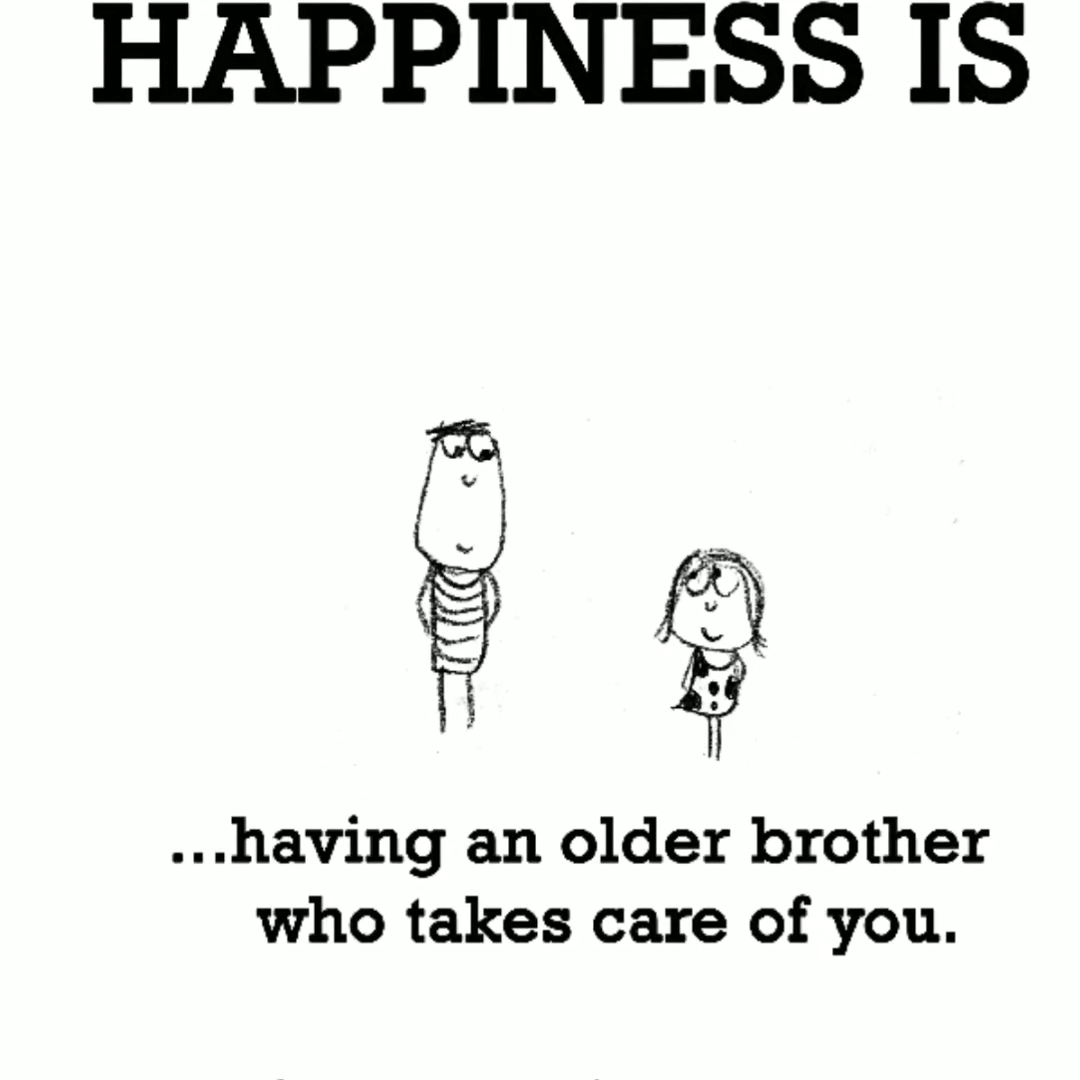 HAPPINESS IS
...having an older brother
who takes care of you.